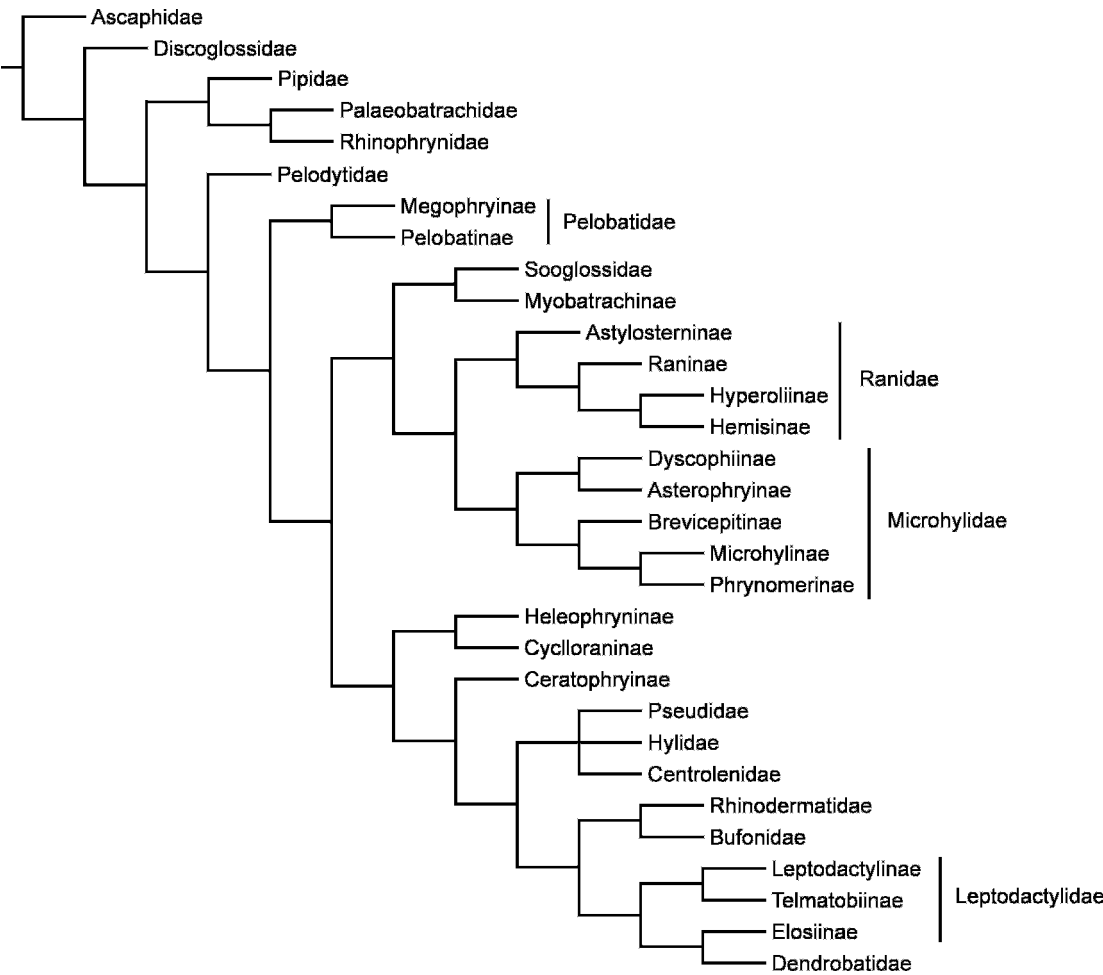 Ascaphidae
Discoglossidae
Pipidae
Palaeobatrachidae
Rhinophrynidae
Pelodytidae
Megophryinae
Pelobatidae
Pelobatinae
Sooglossidae
Myobatrachinae
Astylosterninae
Raninae
Ranidae
Hyperoliinae
Hemisinae
Dyscophiinae
Asterophryinae
Brevicepitinae
Microhylidae
Microhylinae
Phrynomerinae
Heleophryninae
Cyclloraninae
Ceratophryinae
Pseudidae
Hylidae
Centrolenidae
Rhinodermatidae
Bufonidae
Leptodactylinae
Leptodactylidae
Telmatobiinae
Elosiinae
Dendrobatidae